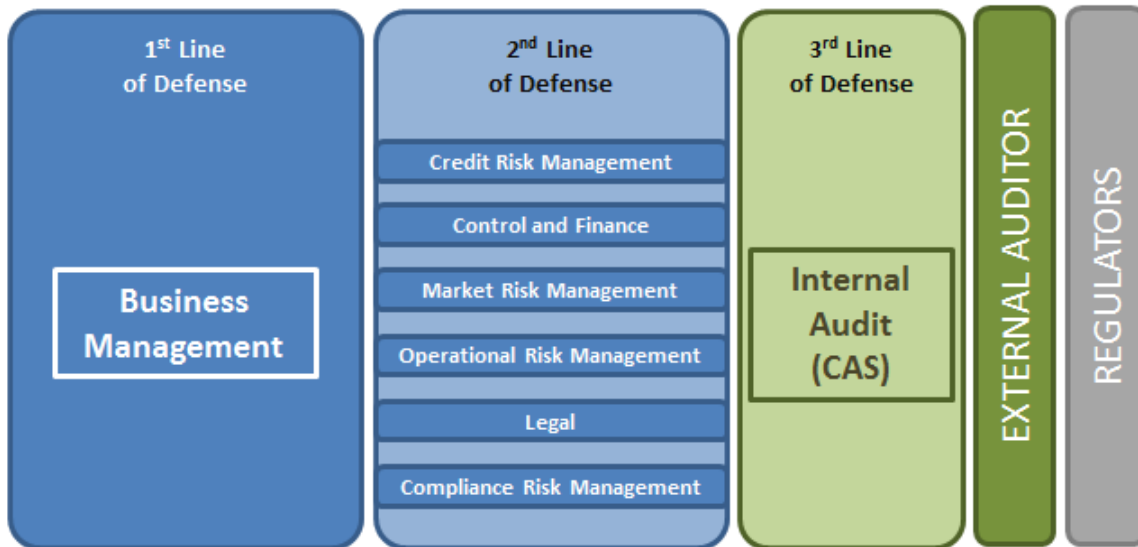 1st Line
of Defense
Business
Management
2nd Line
of Defense
Credit Risk Management
Control and Finance
Market Risk Management
Operational Risk Management
Legal
Compliance Risk Management
3rd Line
of Defense
Internal
Audit
(CAS)
EXTERNAL AUDITOR
REGULATORS